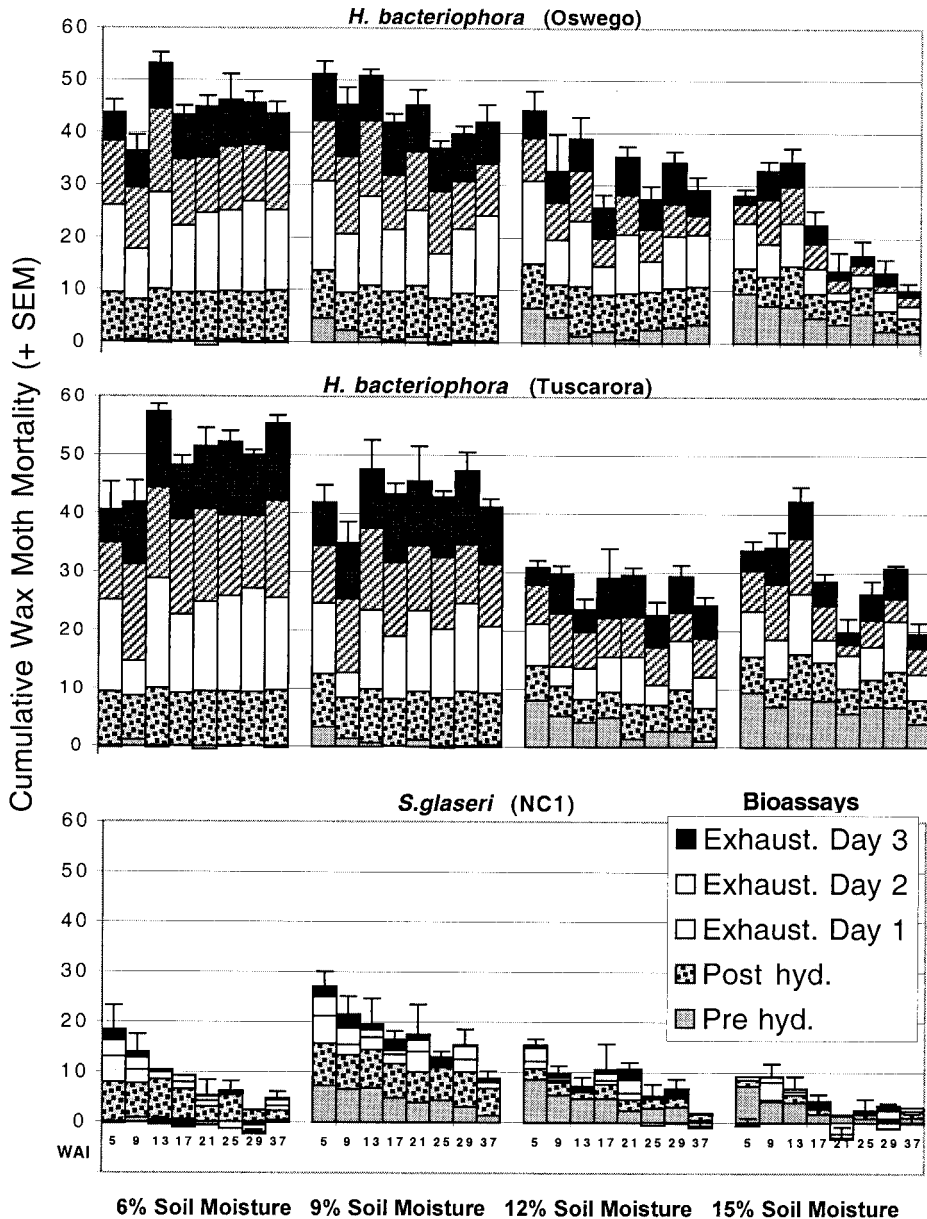 H. bacteriophora (Oswego)
60
50
40
30
20
10
0
H. bacteriophora (Tuscarora)
60
50
40
30
20
10
0
Cumulative Wax Moth Mortality (+ SEM)
S.glaseri (NC1)
Bioassays
Exhaust. Day 3
Exhaust. Day 2
Exhaust. Day 1
Post hyd.
Pre hyd.
60
50
40
30
20
10
0
WAI
5 9 13 17 21 25 29 37
5 9 13 17 21 25 29 37
5 9 13 17 21 25 29 37
5 9 13 17 21 25 29 37
6% Soil Moisture
9% Soil Moisture
12% Soil Moisture
15% Soil Moisture